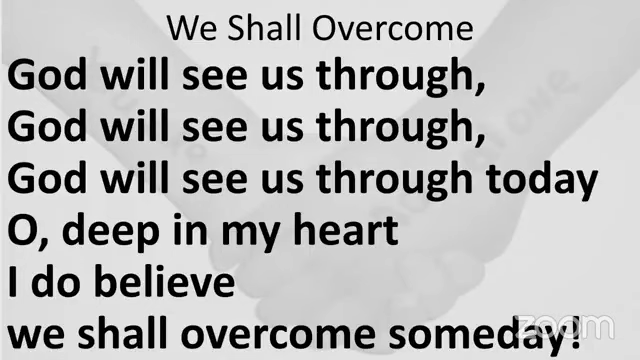 We Shall Overcome
God will see us through,
God will see us through,
God will see us through today
O, deep in my heart
I do believe
we shall overcome someday!
zoom